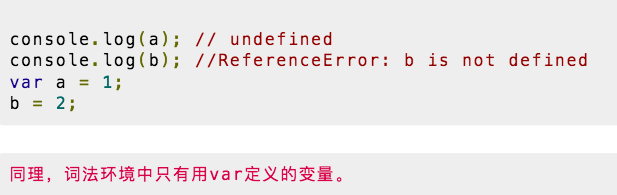 console.log(a); // undefined
console.log(b); //ReferenceError: b is not defined
var a = 1;
b = 2;
同理，词法环境中只有用var定义的变量。